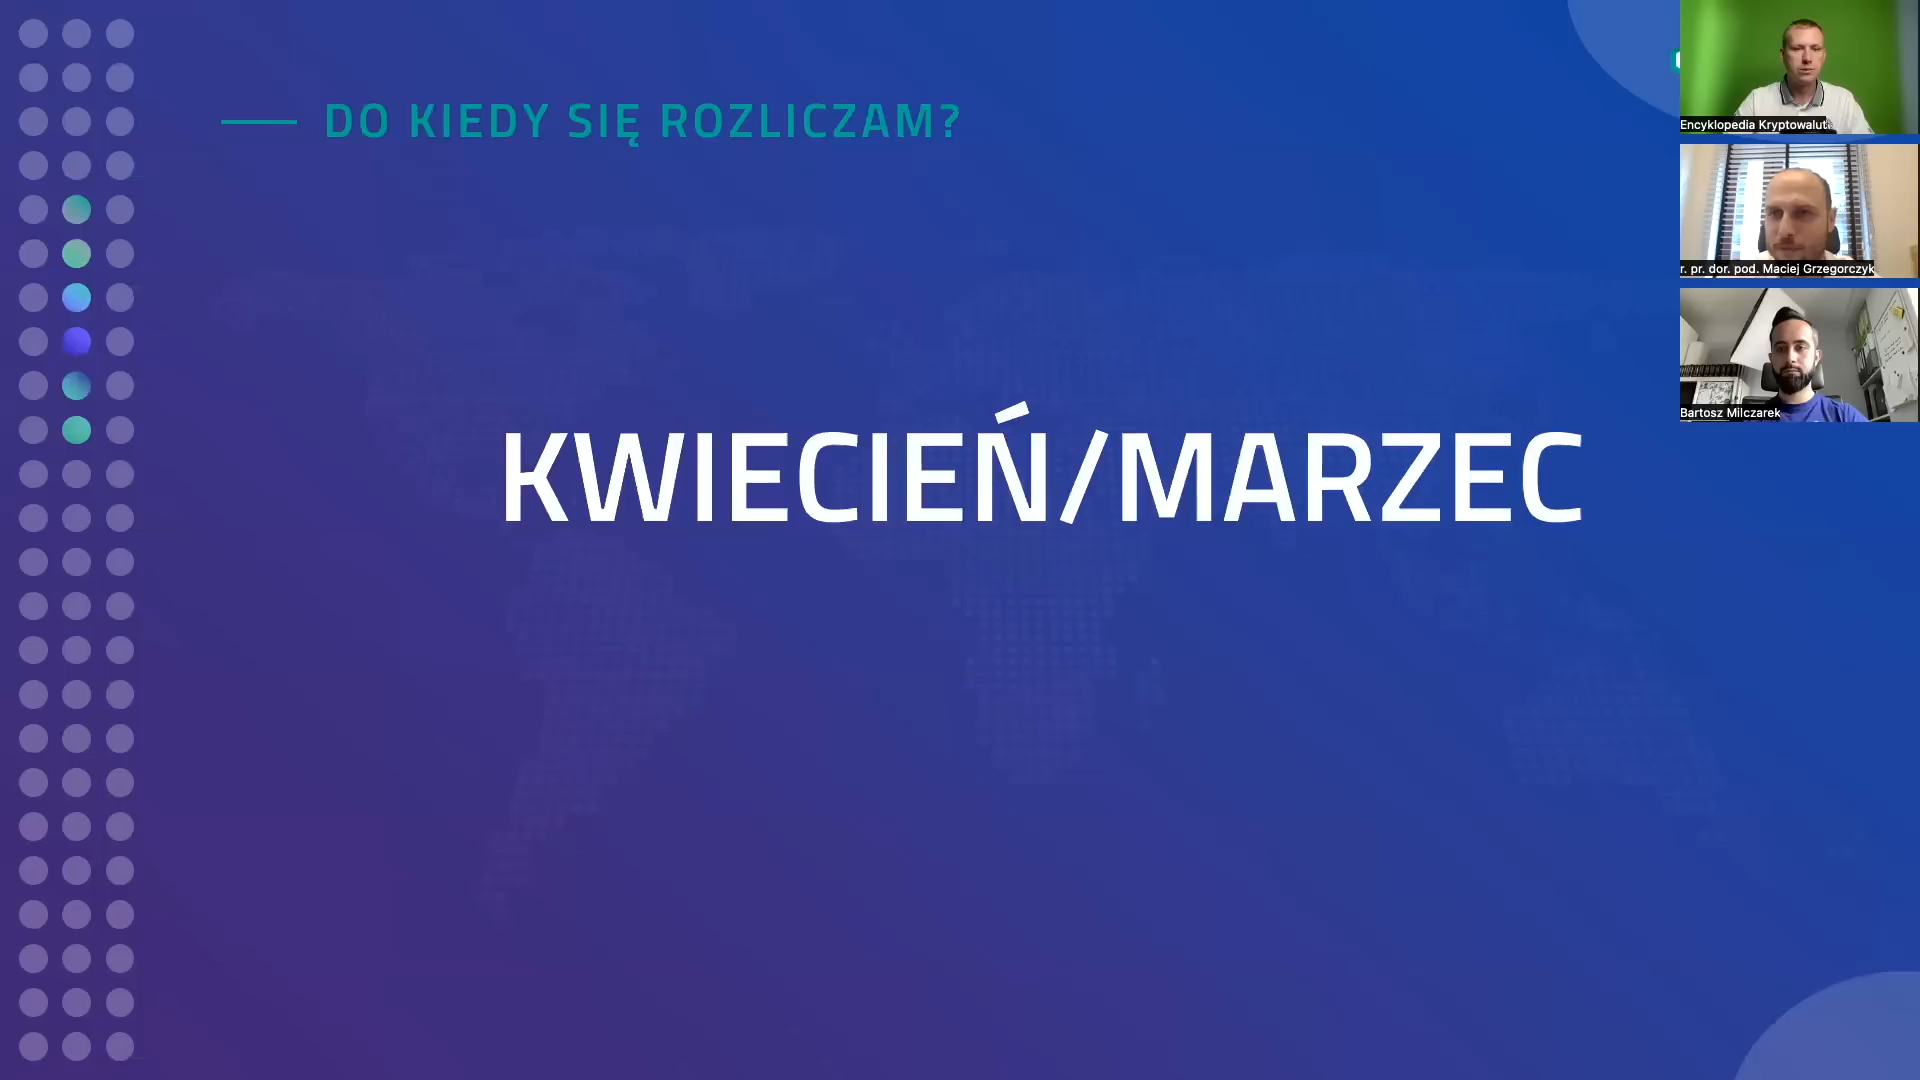 DO KIEDY SIĘ ROZLICZAM?
KWIECIEŃ/MARZEC
Encyklopedia Kryptowalut
r. pr. dor. pod. Maciej Grzegorczyk
Bartosz Milczarek